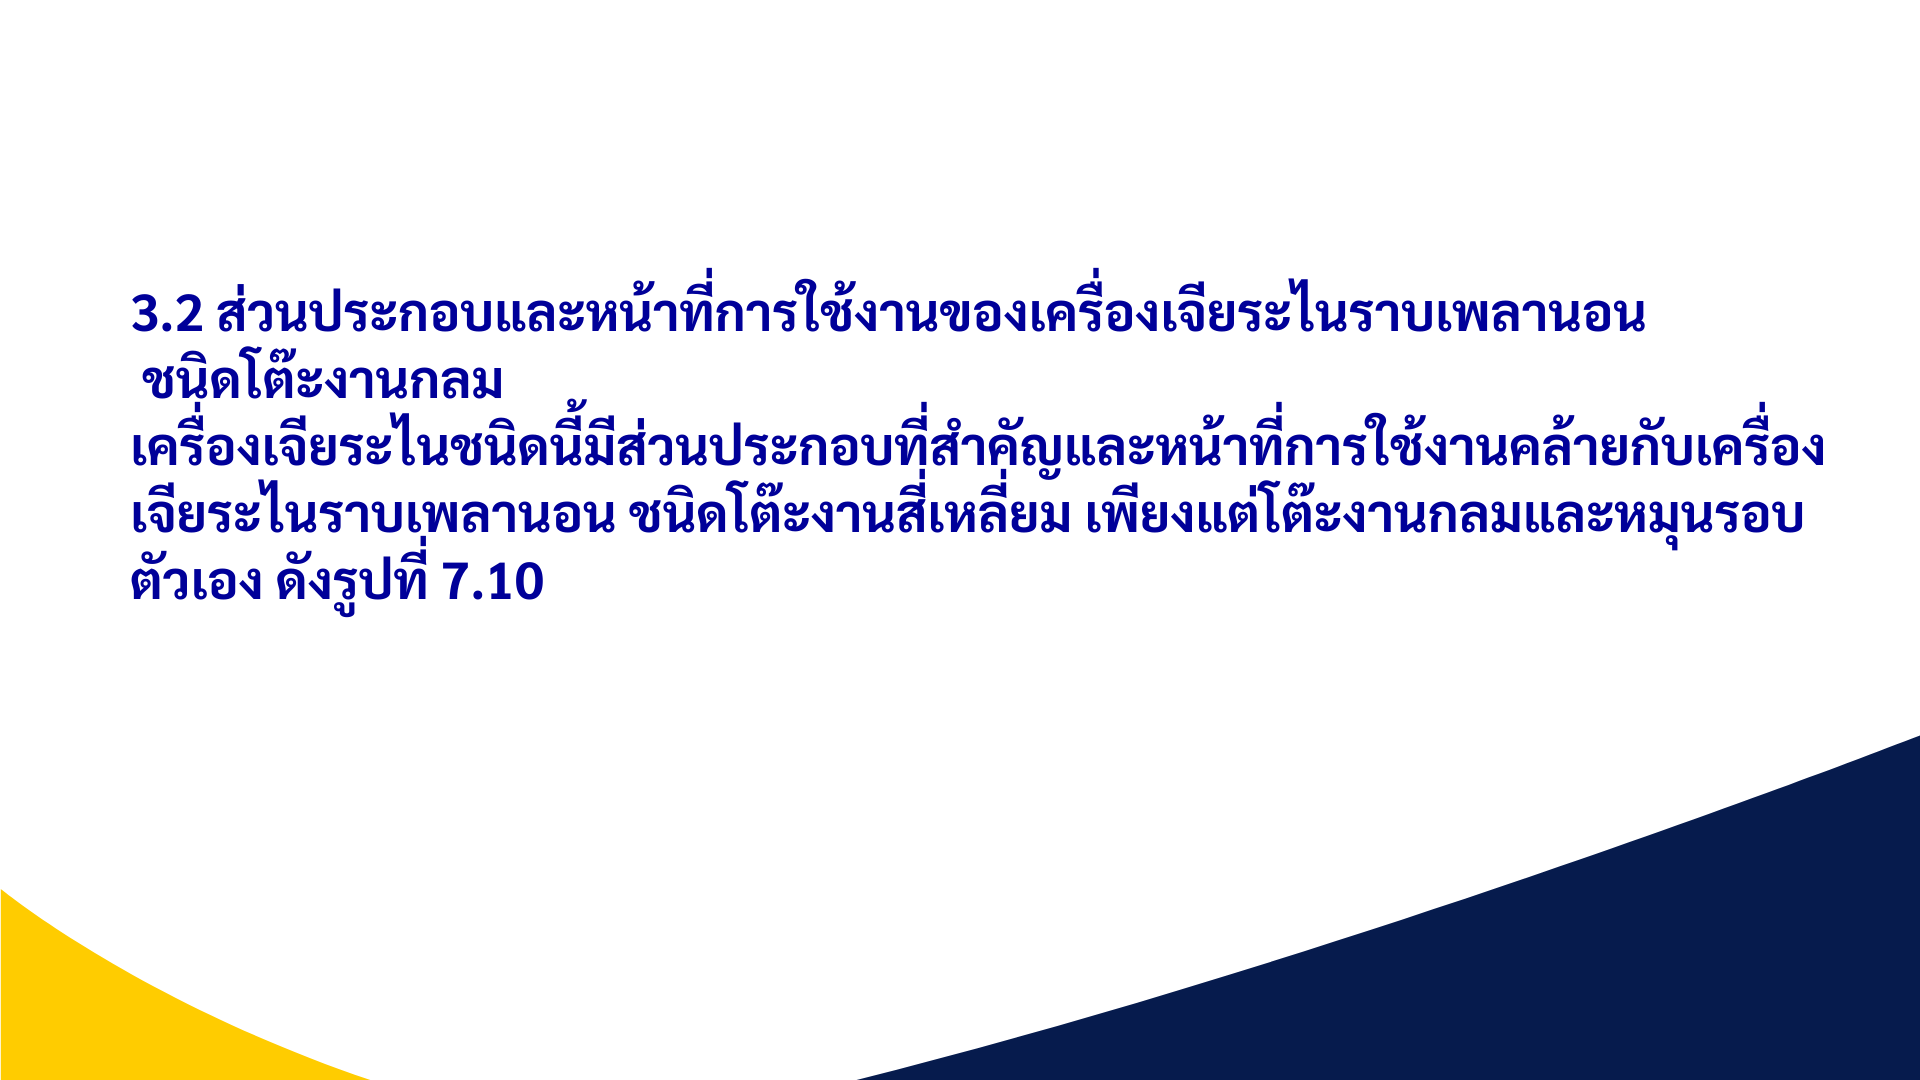 3.2 ส่วนประกอบและหน้าที่การใช้งานของเครื่องเจียระไนราบเพลานอน
ชนิดโต๊ะงานกลม
เครื่องเจียระไนชนิดนี้มีส่วนประกอบที่สำคัญและหน้าที่การใช้งานคล้ายกับเครื่อง
เจียระไนราบเพลานอน ชนิดโต๊ะงานสี่เหลี่ยม เพียงแต่โต๊ะงานกลมและหมุนรอบ
ตัวเอง ดังรูปที่ 7.10